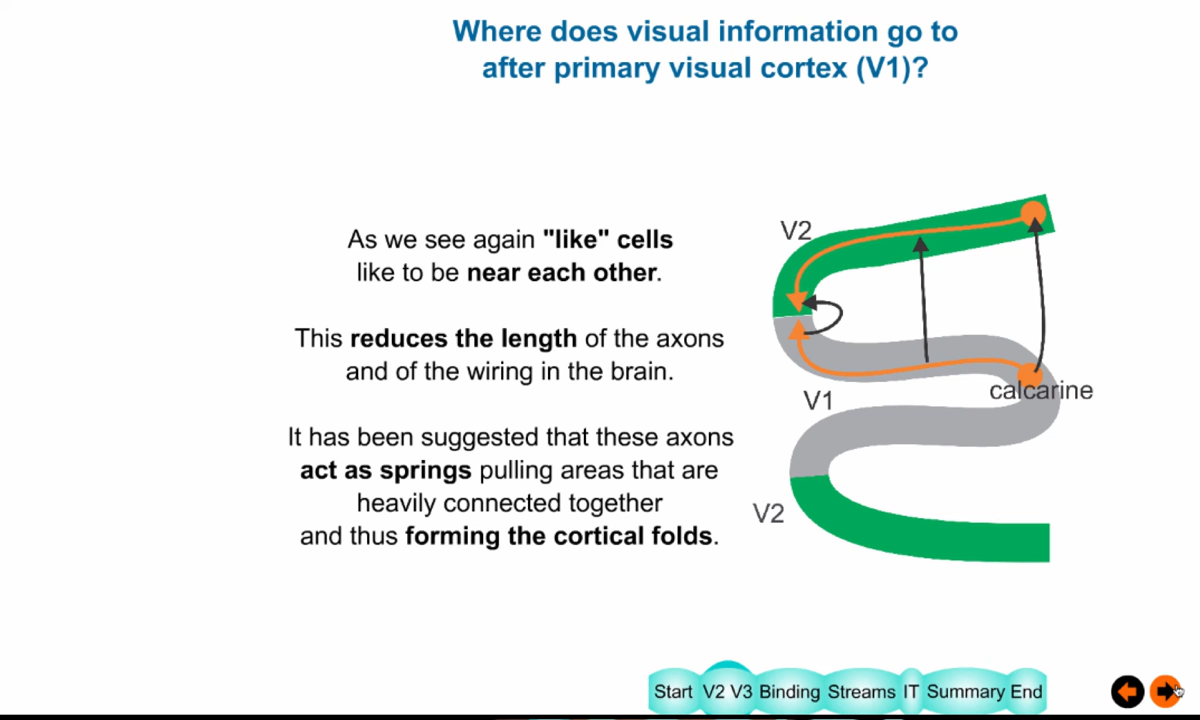 Where does visual information go to
after primary visual cortex (V1)?
As we see again "like" cells
like to be near each other.
This reduces the length of the axons
and of the wiring in the brain.
It has been suggested that these axons
act as springs pulling areas that are
heavily connected together
and thus forming the cortical folds.
V2
calcarine
V1
V2
Start V2 V3 Binding Streams IT Summary End